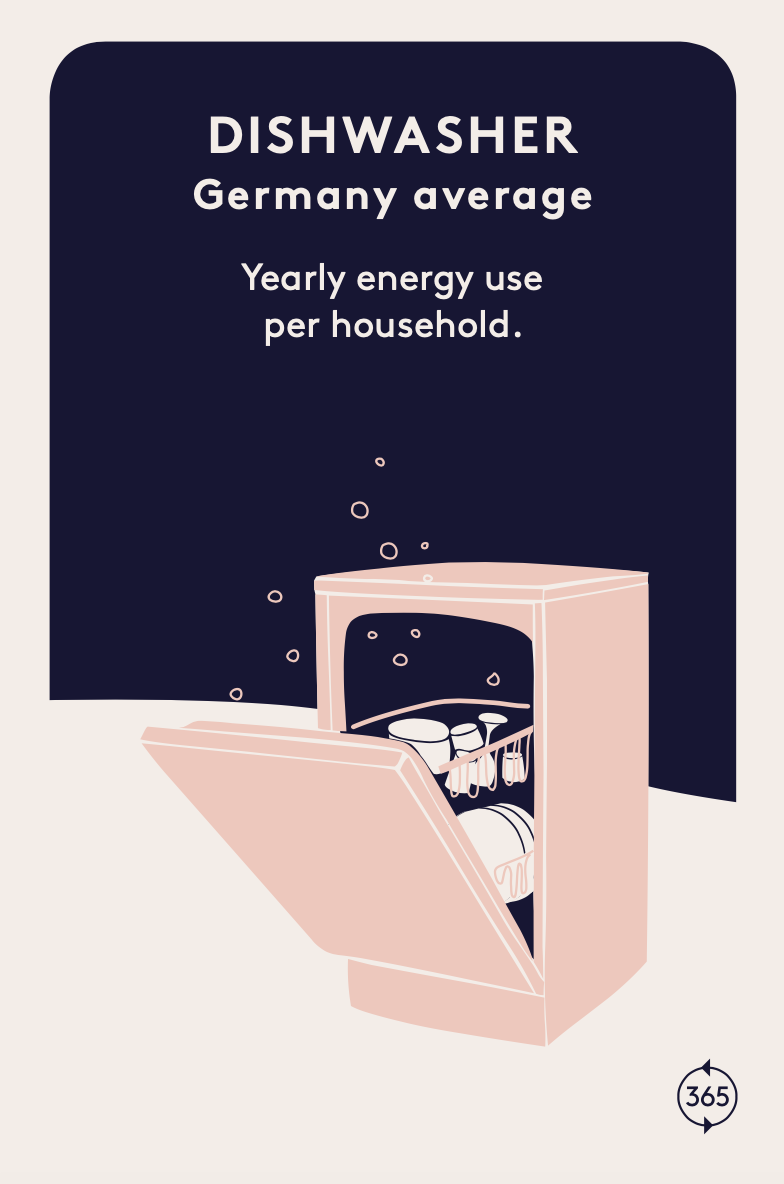 DISHWASHER
Germany average
Yearly energy use
per household.
365